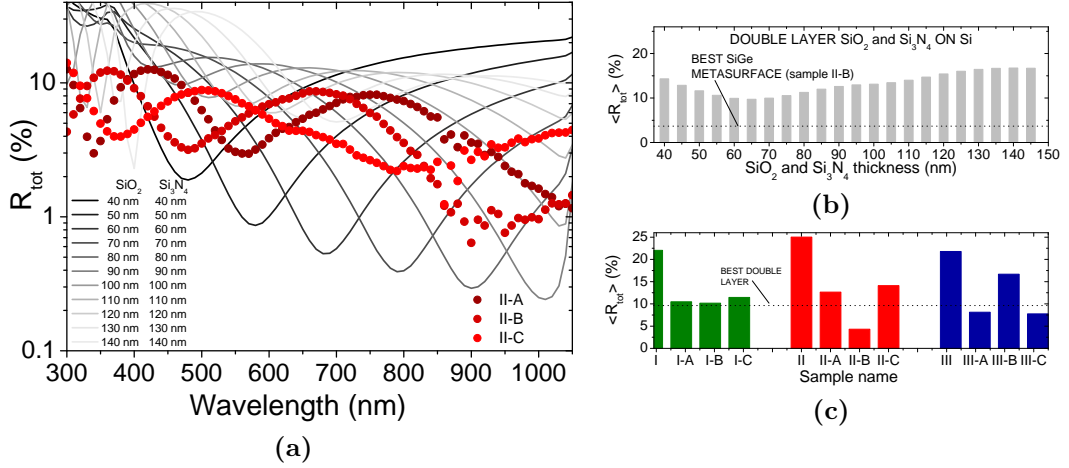 R_tot (%)
10
1
0.1
SiO2 Si3N4
40 nm 40 nm
50 nm 50 nm
60 nm 60 nm
70 nm 70 nm
80 nm 80 nm
90 nm 90 nm
100 nm 100 nm
110 nm 110 nm
120 nm 120 nm
130 nm 130 nm
140 nm 140 nm
II-A
II-B
II-C
300 400 500 600 700 800 900 1000
Wavelength (nm)
(a)
<R_tot> (%)
25
20
15
10
5
0
DOUBLE LAYER SiO2 and Si3N4 ON Si
BEST SiGe
METASURFACE (sample II-B)
40 50 60 70 80 90 100 110 120 130 140 150
SiO2 and Si3N4 thickness (nm)
(b)
<R_tot> (%)
25
20
15
10
5
0
BEST DOUBLE
LAYER
I I-A I-B I-C II II-A II-B II-C III III-A III-B III-C
Sample name
(c)